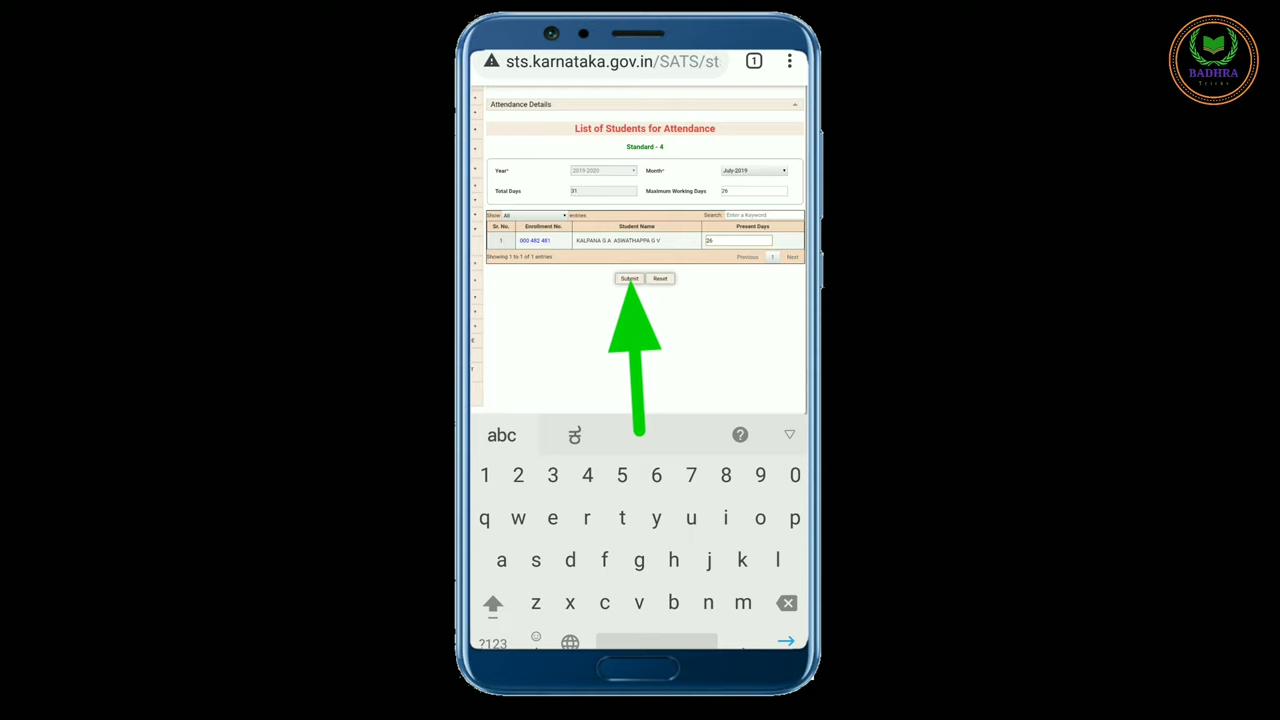 sts.karnataka.gov.in/SATS/st 1
BADHRA
Tricks
Attendance Details
List of Students for Attendance
Standard - 4
Year* 2019-2020 Month* July-2019
Total Days 31 Maximum Working Days 26
Show All entries Search: Enter a Keyword
Sr. No. Enrollment No. Student Name Present Days
1 000 482 481 KALPANA G A ASWATHAPPA G V 26
Showing 1 to 1 of 1 entries Previous 1 Next
Submit Reset
abc ಕ ?
1 2 3 4 5 6 7 8 9 0
q w e r t y u i o p
a s d f g h j k l
z x c v b n m
?123